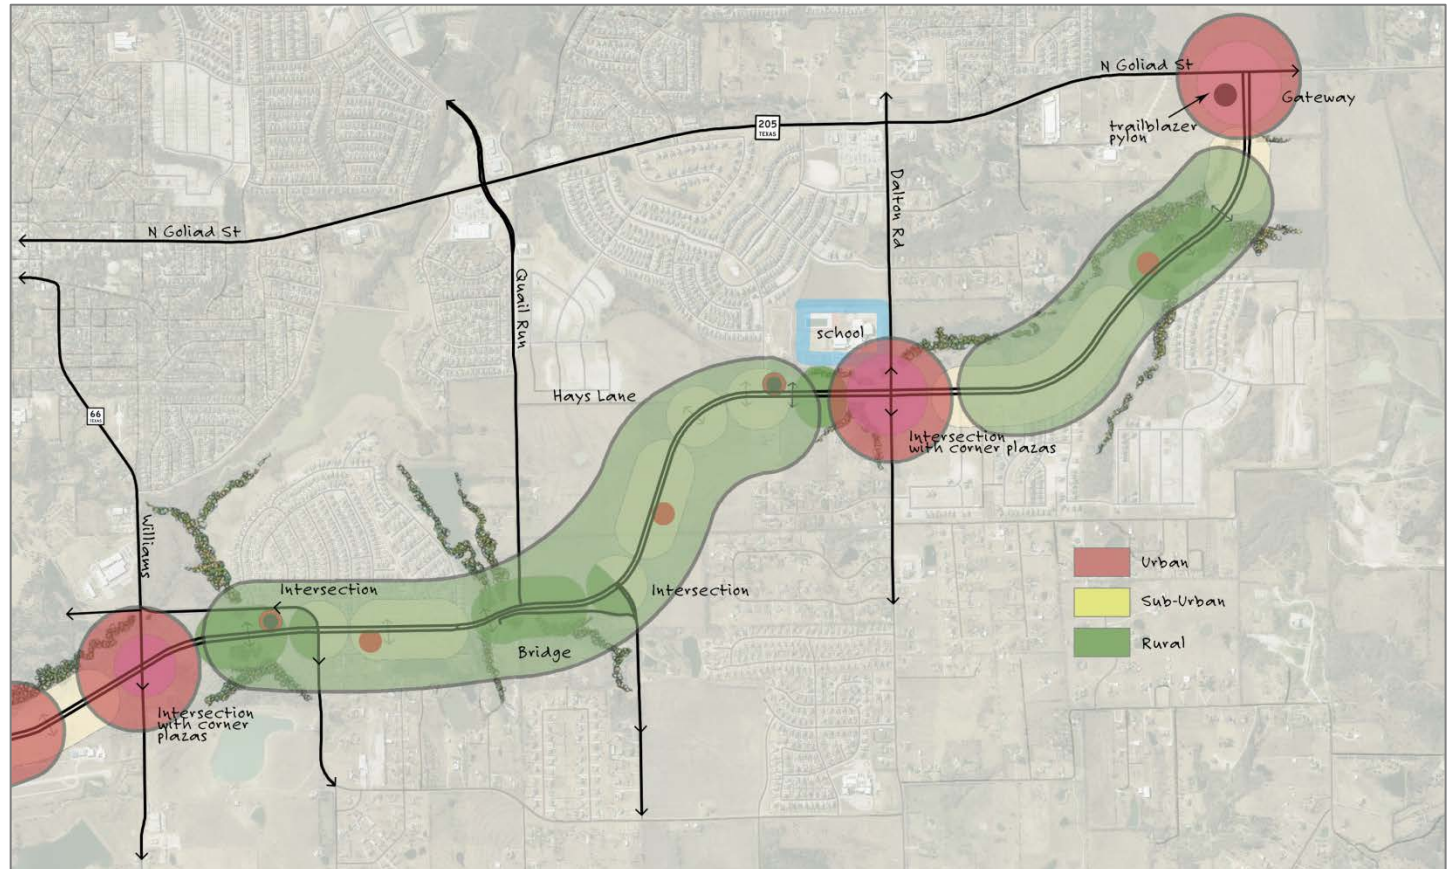 N Goliad St
Gateway
trailblazer
pylon
205
TEXAS
Dalton Rd
N Goliad St
Quail Run
school
66
TEXAS
Hays Lane
Intersection
with corner plazas
Williams
Urban
Intersection
Intersection
Sub-Urban
Rural
Bridge
Intersection
with corner
plazas